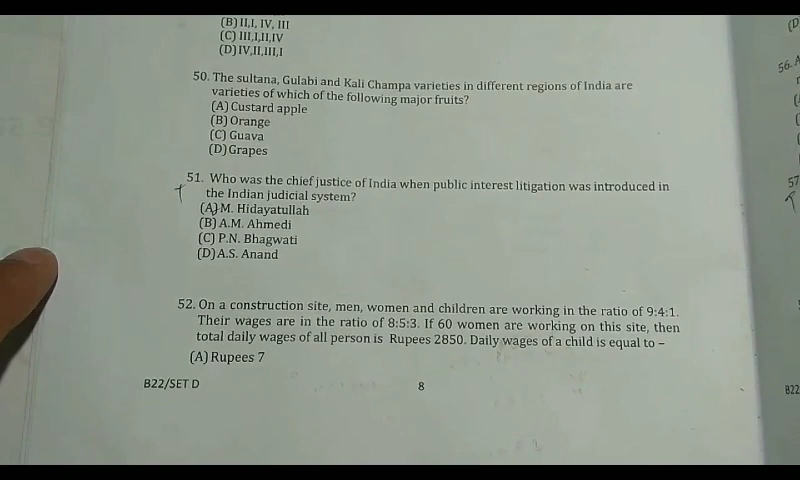 (B) II,I, IV, III
(C) III,I,II,IV
(D) IV,II,III,I
50. The sultana, Gulabi and Kali Champa varieties in different regions of India are
varieties of which of the following major fruits?
(A) Custard apple
(B) Orange
(C) Guava
(D) Grapes
51. Who was the chief justice of India when public interest litigation was introduced in
the Indian judicial system?
(A) M. Hidayatullah
(B) A.M. Ahmedi
(C) P.N. Bhagwati
(D) A.S. Anand
52. On a construction site, men, women and children are working in the ratio of 9:4:1.
Their wages are in the ratio of 8:5:3. If 60 women are working on this site, then
total daily wages of all person is Rupees 2850. Daily wages of a child is equal to –
(A) Rupees 7
B22/SET D
8
(D
56. A
57
B22